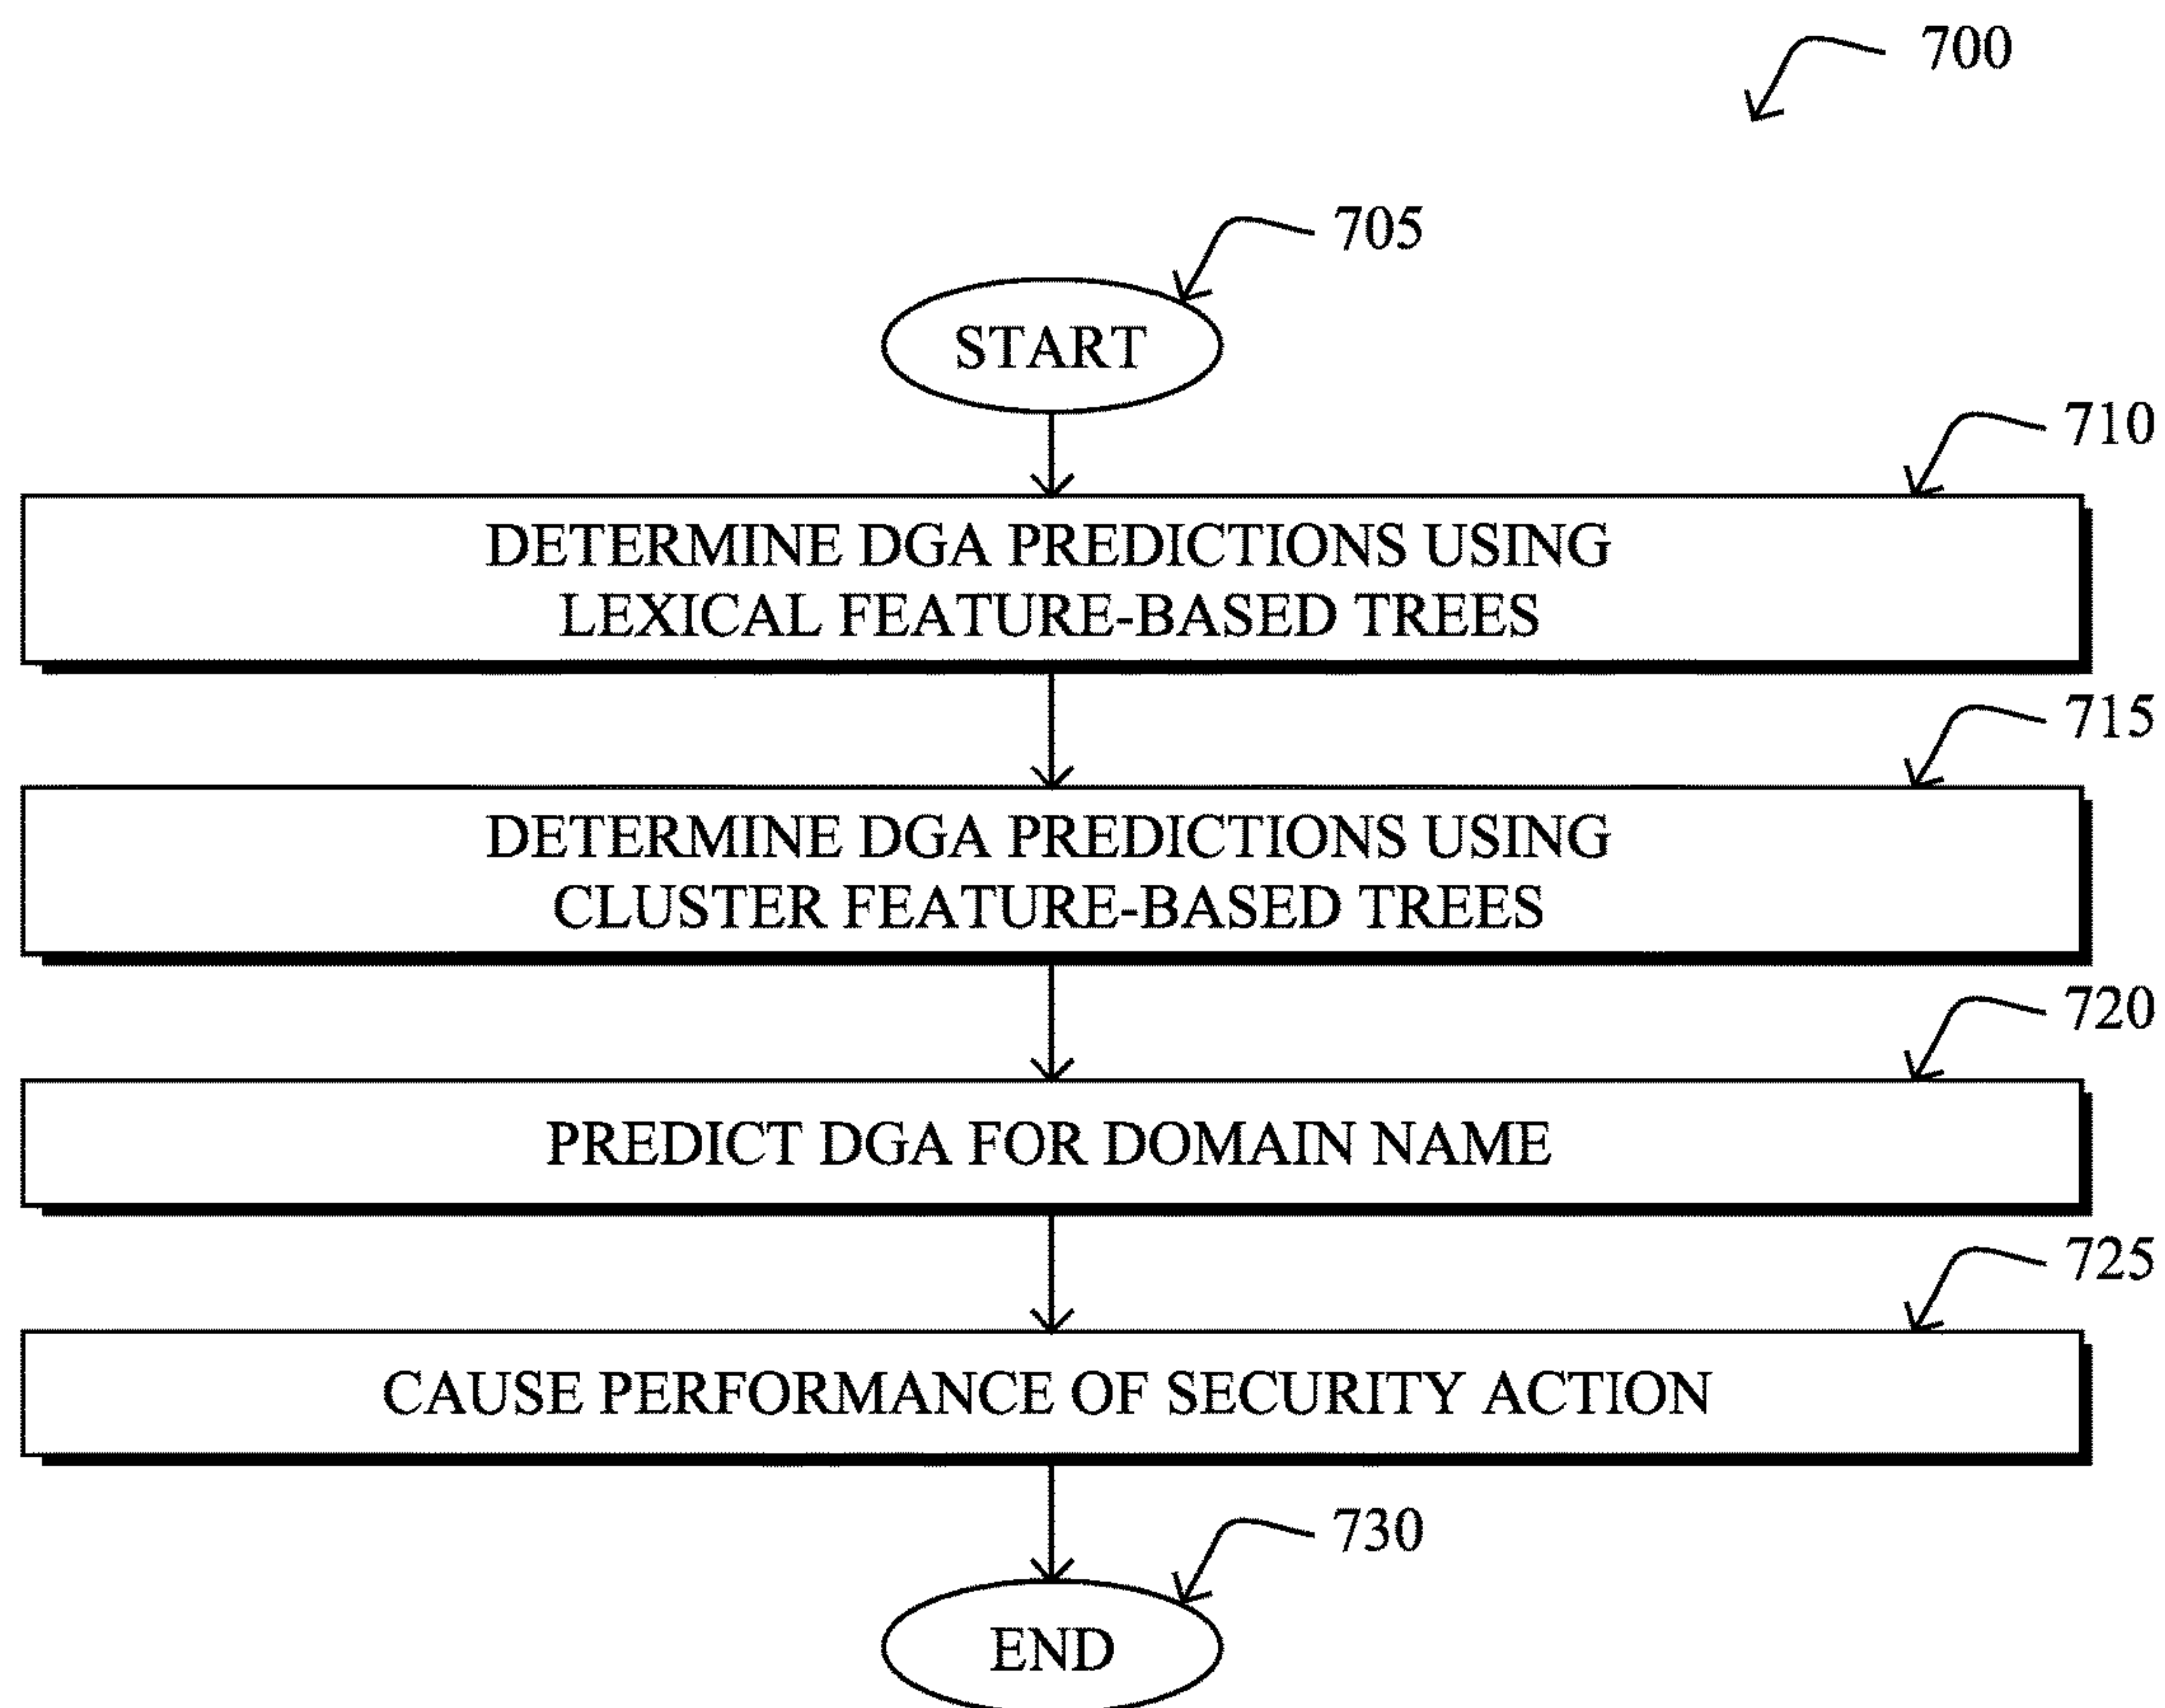 700
705
START
710
DETERMINE DGA PREDICTIONS USING
LEXICAL FEATURE-BASED TREES
715
DETERMINE DGA PREDICTIONS USING
CLUSTER FEATURE-BASED TREES
720
PREDICT DGA FOR DOMAIN NAME
725
CAUSE PERFORMANCE OF SECURITY ACTION
730
END